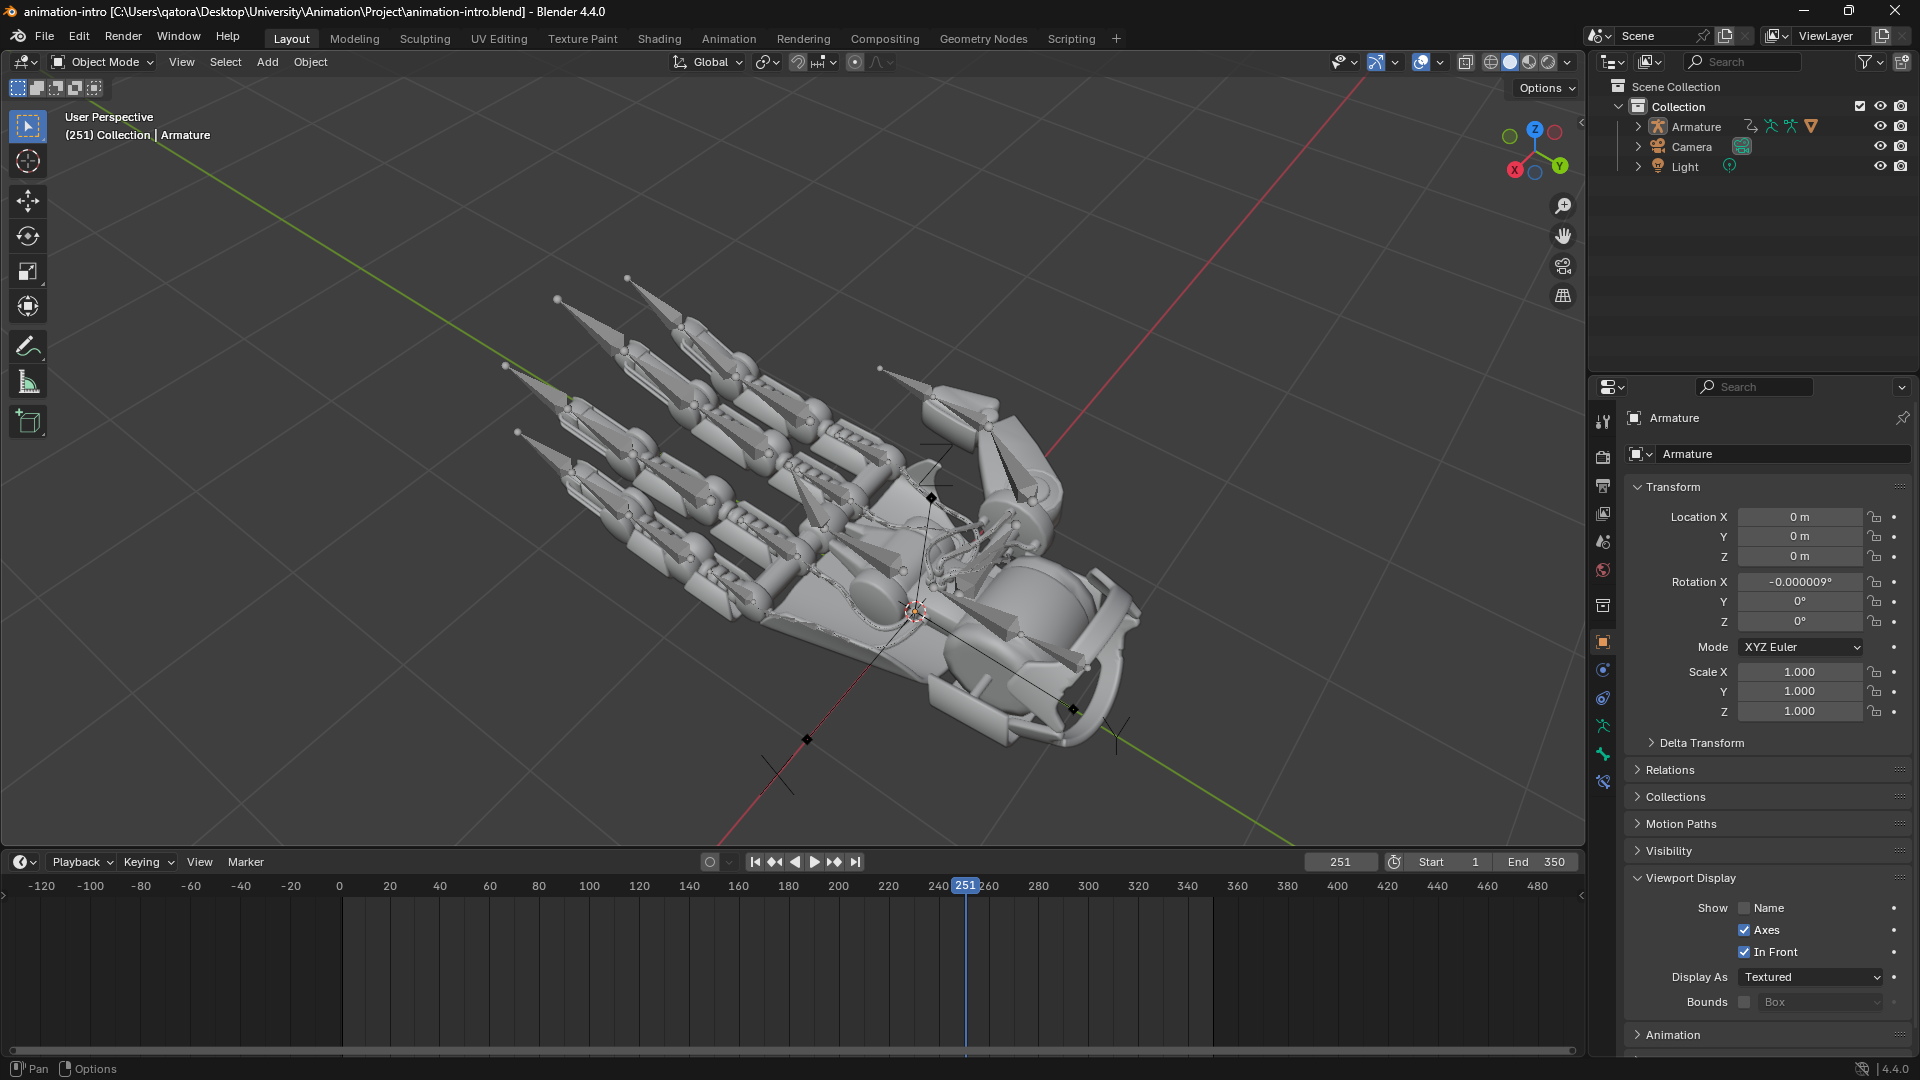 animation-intro [C:\Users\qatora\Desktop\University\Animation\Project\animation-intro.blend] - Blender 4.4.0
File Edit Render Window Help
Layout Modeling Sculpting UV Editing Texture Paint Shading Animation Rendering Compositing Geometry Nodes Scripting +
Scene
ViewLayer
Object Mode View Select Add Object
Global
Options
User Perspective
(251) Collection | Armature
Z
Y
X
Search
Scene Collection
Collection
Armature
Camera
Light
Search
Armature
Armature
Transform
Location X 0 m
Y 0 m
Z 0 m
Rotation X -0.000009°
Y 0°
Z 0°
Mode XYZ Euler
Scale X 1.000
Y 1.000
Z 1.000
Delta Transform
Relations
Collections
Motion Paths
Visibility
Viewport Display
Show Name
Axes
In Front
Display As Textured
Bounds Box
Animation
Playback Keying View Marker
251 Start 1 End 350
-120 -100 -80 -60 -40 -20 0 20 40 60 80 100 120 140 160 180 200 220 240 251 260 280 300 320 340 360 380 400 420 440 460 480
Pan Options
4.4.0